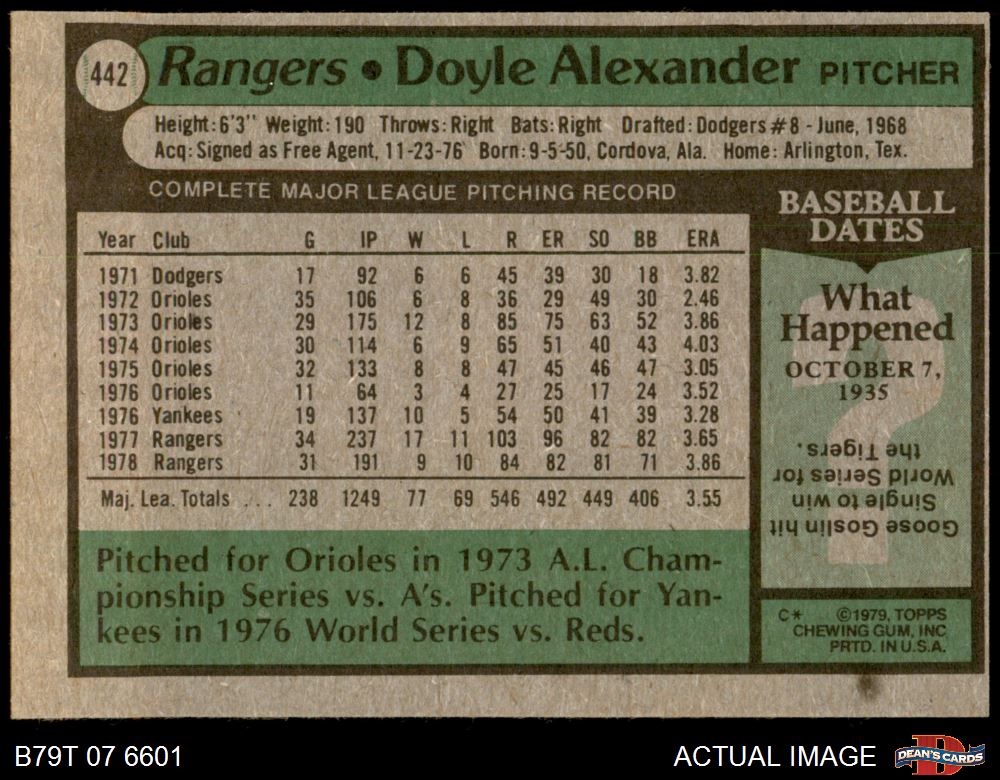 442 Rangers • Doyle Alexander PITCHER
Height: 6'3" Weight: 190 Throws: Right Bats: Right Drafted: Dodgers #8 - June, 1968
Acq: Signed as Free Agent, 11-23-76 Born: 9-5-50, Cordova, Ala. Home: Arlington, Tex.
COMPLETE MAJOR LEAGUE PITCHING RECORD
Year Club G IP W L R ER SO BB ERA
1971 Dodgers 17 92 6 6 45 39 30 18 3.82
1972 Orioles 35 106 6 8 36 29 49 30 2.46
1973 Orioles 29 175 12 8 85 75 63 52 3.86
1974 Orioles 30 114 6 9 65 51 40 43 4.03
1975 Orioles 32 133 8 8 47 45 46 47 3.05
1976 Orioles 11 64 3 4 27 25 17 24 3.52
1976 Yankees 19 137 10 5 54 50 41 39 3.28
1977 Rangers 34 237 17 11 103 96 82 82 3.65
1978 Rangers 31 191 9 10 84 82 81 71 3.86
Maj. Lea. Totals ... 238 1249 77 69 546 492 449 406 3.55
Pitched for Orioles in 1973 A.L. Cham-
pionship Series vs. A's. Pitched for Yan-
kees in 1976 World Series vs. Reds.
BASEBALL
DATES
What
Happened
OCTOBER 7,
1935
?
Goose Goslin hit
Single to win
World Series for
the Tigers.
C* ©1979, TOPPS
CHEWING GUM, INC
PRTD. IN U.S.A.
B79T 07 6601
ACTUAL IMAGE
D
DEAN'S CARDS